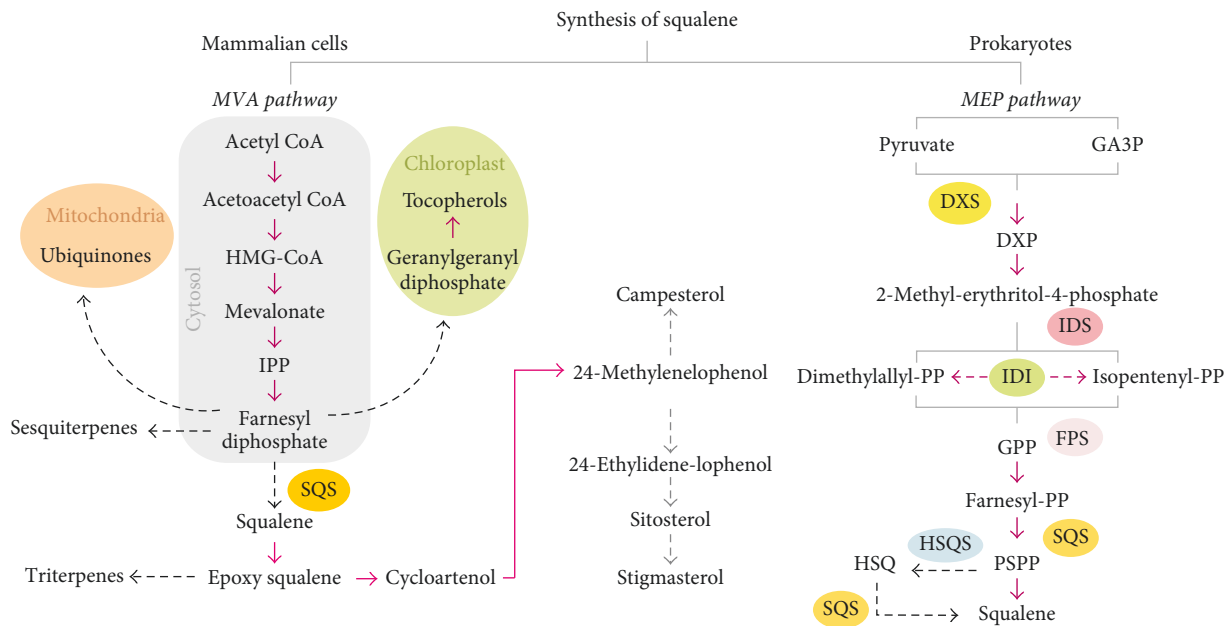 Synthesis of squalene
Mammalian cells
Prokaryotes
MVA pathway
Acetyl CoA
Acetoacetyl CoA
HMG-CoA
Mevalonate
IPP
Farnesyl
diphosphate
Cytosol
Mitochondria
Ubiquinones
Chloroplast
Tocopherols
Geranylgeranyl
diphosphate
Sesquiterpenes
SQS
Squalene
Triterpenes
Epoxy squalene
Cycloartenol
Campesterol
24-Methylenelophenol
24-Ethylidene-lophenol
Sitosterol
Stigmasterol
MEP pathway
Pyruvate
GA3P
DXS
DXP
2-Methyl-erythritol-4-phosphate
IDS
Dimethylallyl-PP
IDI
Isopentenyl-PP
GPP
FPS
Farnesyl-PP
SQS
HSQS
HSQ
PSPP
SQS
Squalene